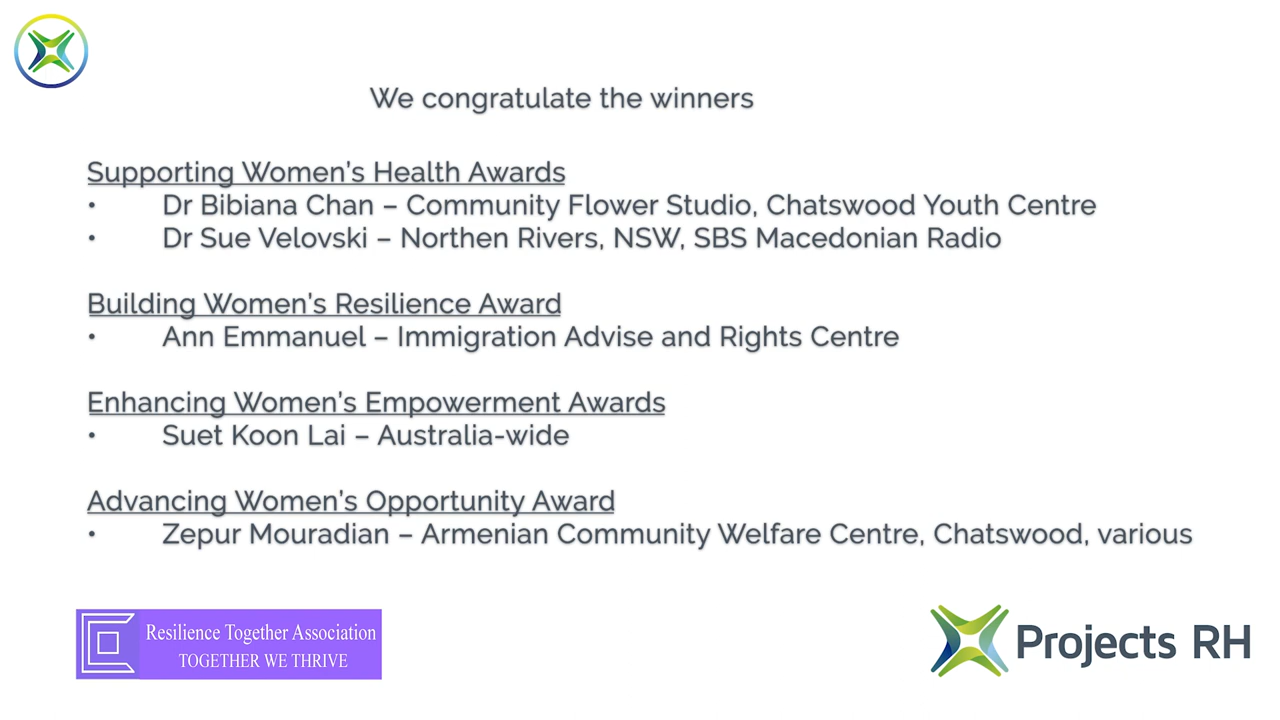 We congratulate the winners
Supporting Women's Health Awards
• Dr Bibiana Chan – Community Flower Studio, Chatswood Youth Centre
• Dr Sue Velovski – Northen Rivers, NSW, SBS Macedonian Radio
Building Women's Resilience Award
• Ann Emmanuel – Immigration Advise and Rights Centre
Enhancing Women's Empowerment Awards
• Suet Koon Lai – Australia-wide
Advancing Women's Opportunity Award
• Zepur Mouradian – Armenian Community Welfare Centre, Chatswood, various
Resilience Together Association
TOGETHER WE THRIVE
Projects RH